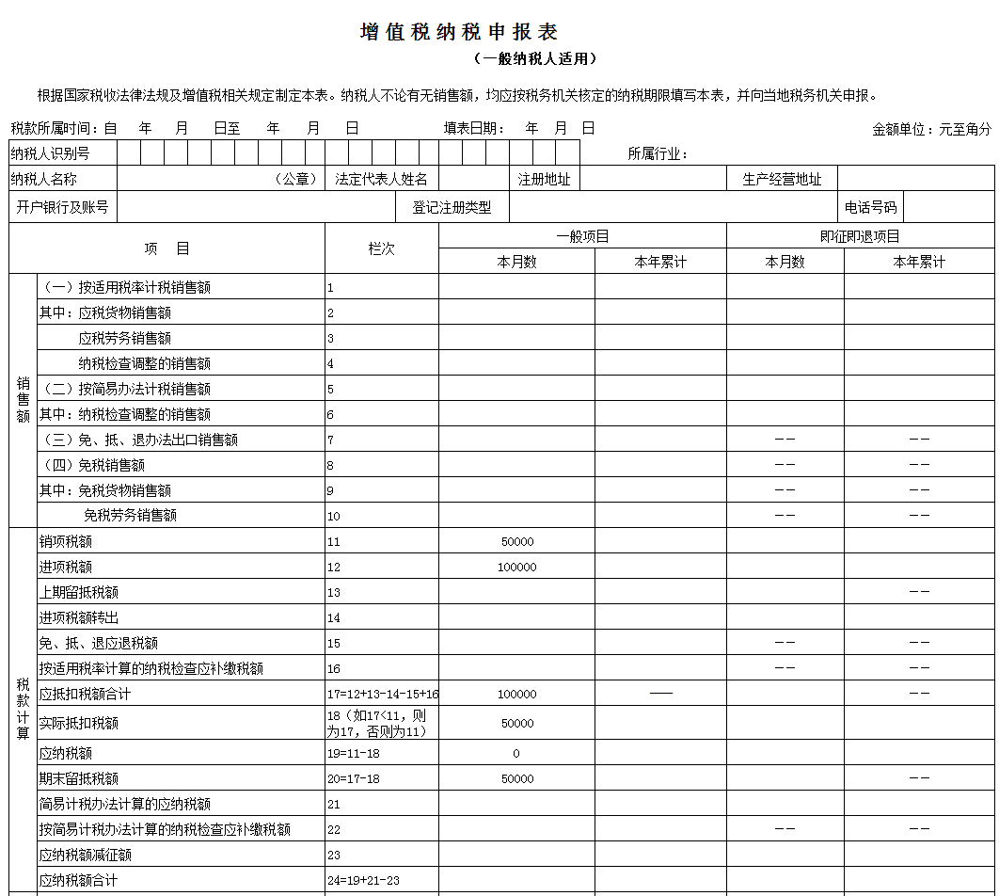 增值税纳税申报表
（一般纳税人适用）
根据国家税收法律法规及增值税相关规定制定本表。纳税人不论有无销售额，均应按税务机关核定的纳税期限填写本表，并向当地税务机关申报。
税款所属时间：自 年 月 日至 年 月 日 填表日期： 年 月 日 金额单位：元至角分
纳税人识别号 所属行业：
纳税人名称 （公章） 法定代表人姓名 注册地址 生产经营地址
开户银行及账号 登记注册类型 电话号码
项 目 栏次 一般项目 即征即退项目
本月数 本年累计 本月数 本年累计
销售额
（一）按适用税率计税销售额 1
其中：应税货物销售额 2
应税劳务销售额 3
纳税检查调整的销售额 4
（二）按简易办法计税销售额 5
其中：纳税检查调整的销售额 6
（三）免、抵、退办法出口销售额 7 —— ——
（四）免税销售额 8 —— ——
其中：免税货物销售额 9 —— ——
免税劳务销售额 10 —— ——
税款计算
销项税额 11 50000
进项税额 12 100000
上期留抵税额 13 ——
进项税额转出 14
免、抵、退应退税额 15 —— ——
按适用税率计算的纳税检查应补缴税额 16 —— ——
应抵扣税额合计 17=12+13-14-15+16 100000 —— ——
实际抵扣税额 18（如17<11，则为17，否则为11） 50000
应纳税额 19=11-18 0
期末留抵税额 20=17-18 50000 ——
简易计税办法计算的应纳税额 21
按简易计税办法计算的纳税检查应补缴税额 22 —— ——
应纳税额减征额 23
应纳税额合计 24=19+21-23